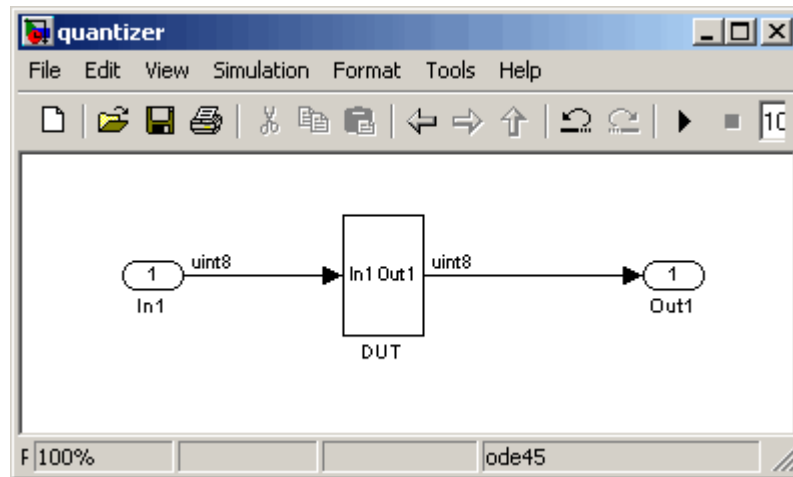 quantizer
File Edit View Simulation Format Tools Help
10
1 uint8 In1 Out1 uint8 1
In1 Out1
DUT
F 100% ode45